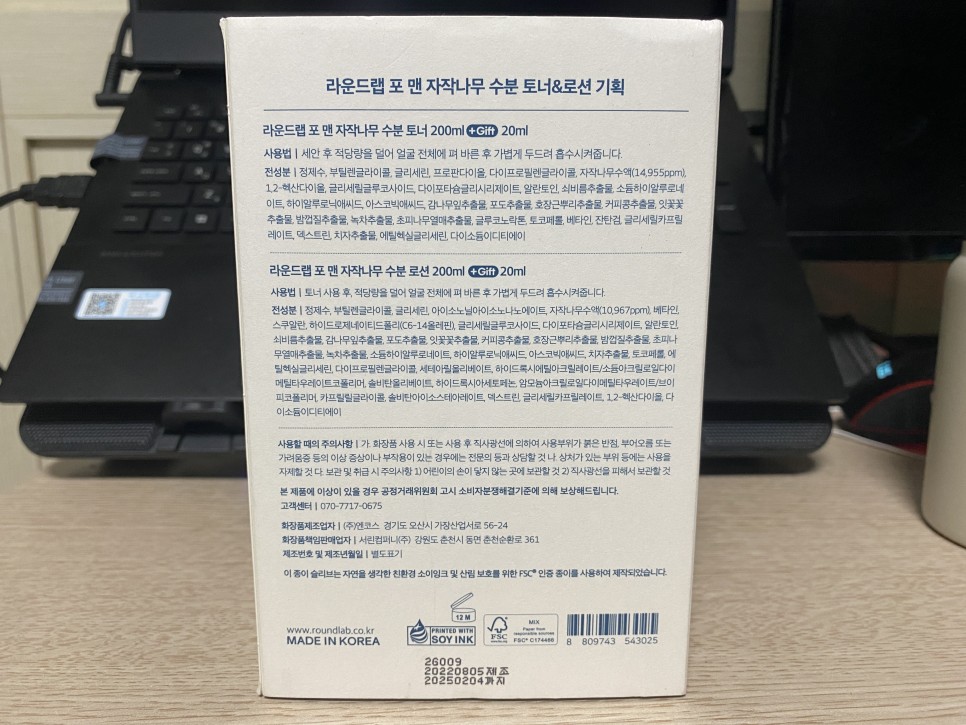 라운드랩 포 맨 자작나무 수분 토너&로션 기획
라운드랩 포 맨 자작나무 수분 토너 200ml +Gift 20ml
사용법 | 세안 후 적당량을 덜어 얼굴 전체에 펴 바른 후 가볍게 두드려 흡수시켜줍니다.
전성분 | 정제수, 부틸렌글라이콜, 글리세린, 프로판다이올, 다이프로필렌글라이콜, 자작나무수액(14,955ppm),
1,2-헥산다이올, 글리세릴글루코사이드, 다이포타슘글리시리제이트, 알란토인, 쇠비름추출물, 소듐하이알루로네
이트, 하이알루로닉애씨드, 아스코빅애씨드, 감나무잎추출물, 포도추출물, 호장근뿌리추출물, 커피콩추출물, 잇꽃꽃
추출물, 밤껍질추출물, 녹차추출물, 초피나무열매추출물, 글루코노락톤, 토코페롤, 베타인, 잔탄검, 글리세릴카프릴
레이트, 덱스트린, 치자추출물, 에틸헥실글리세린, 다이소듐이디티에이
라운드랩 포 맨 자작나무 수분 로션 200ml +Gift 20ml
사용법 | 토너 사용 후, 적당량을 덜어 얼굴 전체에 펴 바른 후 가볍게 두드려 흡수시켜줍니다.
전성분 | 정제수, 부틸렌글라이콜, 글리세린, 아이소노닐아이소노나노에이트, 자작나무수액(10,967ppm), 베타인,
스쿠알란, 하이드로제네이티드폴리(C6-14올레핀), 글리세릴글루코사이드, 다이포타슘글리시리제이트, 알란토인,
쇠비름추출물, 감나무잎추출물, 포도추출물, 잇꽃꽃추출물, 커피콩추출물, 호장근뿌리추출물, 밤껍질추출물, 초피나
무열매추출물, 녹차추출물, 소듐하이알루로네이트, 하이알루로닉애씨드, 아스코빅애씨드, 치자추출물, 토코페롤, 에
틸헥실글리세린, 다이프로필렌글라이콜, 세테아릴올리베이트, 하이드록시에틸아크릴레이트/소듐아크릴로일다이
메틸타우레이트코폴리머, 솔비탄올리베이트, 하이드록시아세토페논, 암모늄아크릴로일다이메틸타우레이트/브이
피코폴리머, 카프릴릴글라이콜, 솔비탄아이소스테아레이트, 덱스트린, 글리세릴카프릴레이트, 1,2-헥산다이올, 다
이소듐이디티에이
사용할 때의 주의사항 | 가. 화장품 사용 시 또는 사용 후 직사광선에 의하여 사용부위가 붉은 반점, 부어오름 또는
가려움증 등의 이상 증상이나 부작용이 있는 경우에는 전문의 등과 상담할 것 나. 상처가 있는 부위 등에는 사용을
자제할 것 다. 보관 및 취급 시 주의사항 1) 어린이의 손이 닿지 않는 곳에 보관할 것 2) 직사광선을 피해서 보관할 것
본 제품에 이상이 있을 경우 공정거래위원회 고시 소비자분쟁해결기준에 의해 보상해드립니다.
고객센터 | 070-7717-0675
화장품제조업자 | (주)엔코스 경기도 오산시 가장산업서로 56-24
화장품책임판매업자 | 서린컴퍼니(주) 강원도 춘천시 동면 춘천순환로 361
제조번호 및 제조년월일 | 별도표기
이 종이 슬리브는 자연을 생각한 친환경 소이잉크 및 산림 보호를 위한 FSC® 인증 종이를 사용하여 제작되었습니다.
www.roundlab.co.kr
MADE IN KOREA
PRINTED WITH
SOY INK
12 M
FSC
MIX
Paper from
responsible sources
FSC® C174486
8 809743 543025
26009
20220805제조
20250204까지